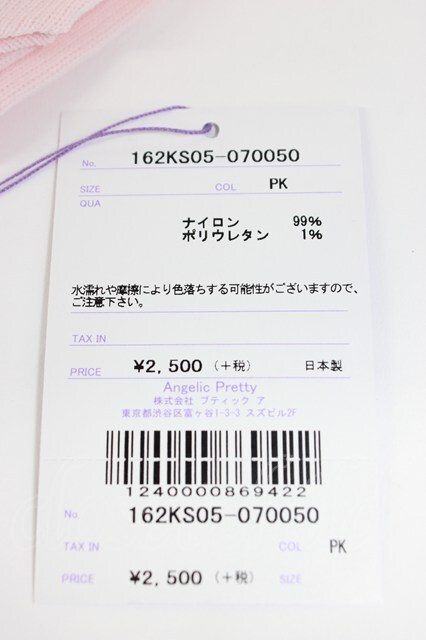 No. 162KS05-070050
SIZE COL PK
QUA
ナイロン 99%
ポリウレタン 1%
水濡れや摩擦により色落ちする可能性がございますので、
ご注意下さい。
TAX IN
PRICE ¥2,500 (+税) 日本製
Angelic Pretty
株式会社 ブティック ア
東京都渋谷区富ヶ谷1-3-3 スズビル2F
1240000869422
No. 162KS05-070050
TAX IN COL PK
PRICE ¥2,500 (+税) SIZE